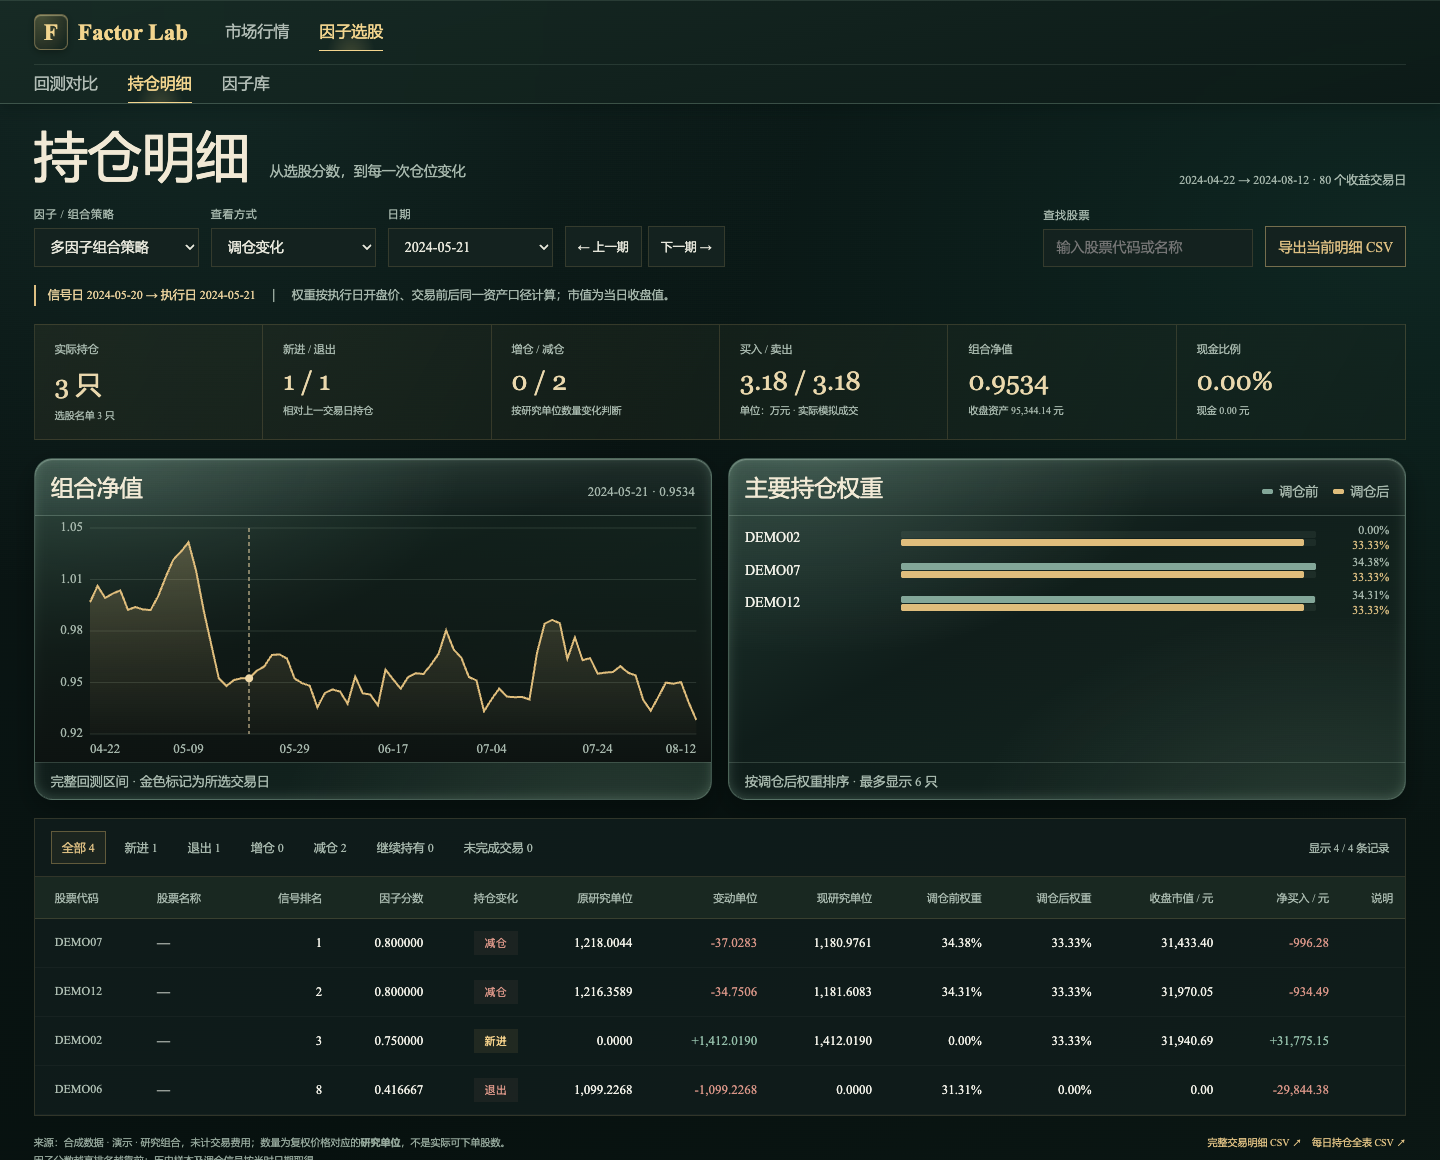 F Factor Lab 市场行情 因子选股
回测对比 持仓明细 因子库
持仓明细 从选股分数，到每一次仓位变化
2024-04-22 → 2024-08-12 · 80 个收益交易日
因子 / 组合策略 查看方式 日期 查找股票
多因子组合策略 调仓变化 2024-05-21 ← 上一期 下一期 → 输入股票代码或名称 导出当前明细 CSV
信号日 2024-05-20 → 执行日 2024-05-21 | 权重按执行日开盘价、交易前后同一资产口径计算；市值为当日收盘值。
实际持仓 新进 / 退出 增仓 / 减仓 买入 / 卖出 组合净值 现金比例
3 只 1 / 1 0 / 2 3.18 / 3.18 0.9534 0.00%
选股名单 3 只 相对上一交易日持仓 按研究单位数量变化判断 单位：万元 · 实际模拟成交 收盘资产 95,344.14 元 现金 0.00 元
组合净值 2024-05-21 · 0.9534
1.05
1.01
0.98
0.95
0.92
04-22 05-09 05-29 06-17 07-04 07-24 08-12
完整回测区间 · 金色标记为所选交易日
主要持仓权重 调仓前 调仓后
DEMO02 0.00%
33.33%
DEMO07 34.38%
33.33%
DEMO12 34.31%
33.33%
按调仓后权重排序 · 最多显示 6 只
全部 4 新进 1 退出 1 增仓 0 减仓 2 继续持有 0 未完成交易 0 显示 4 / 4 条记录
股票代码 股票名称 信号排名 因子分数 持仓变化 原研究单位 变动单位 现研究单位 调仓前权重 调仓后权重 收盘市值 / 元 净买入 / 元 说明
DEMO07 — 1 0.800000 减仓 1,218.0044 -37.0283 1,180.9761 34.38% 33.33% 31,433.40 -996.28
DEMO12 — 2 0.800000 减仓 1,216.3589 -34.7506 1,181.6083 34.31% 33.33% 31,970.05 -934.49
DEMO02 — 3 0.750000 新进 0.0000 +1,412.0190 1,412.0190 0.00% 33.33% 31,940.69 +31,775.15
DEMO06 — 8 0.416667 退出 1,099.2268 -1,099.2268 0.0000 31.31% 0.00% 0.00 -29,844.38
来源：合成数据 · 演示 · 研究组合，未计交易费用；数量为复权价格对应的研究单位，不是实际可下单股数。
完整交易明细 CSV ↗ 每日持仓全表 CSV ↗